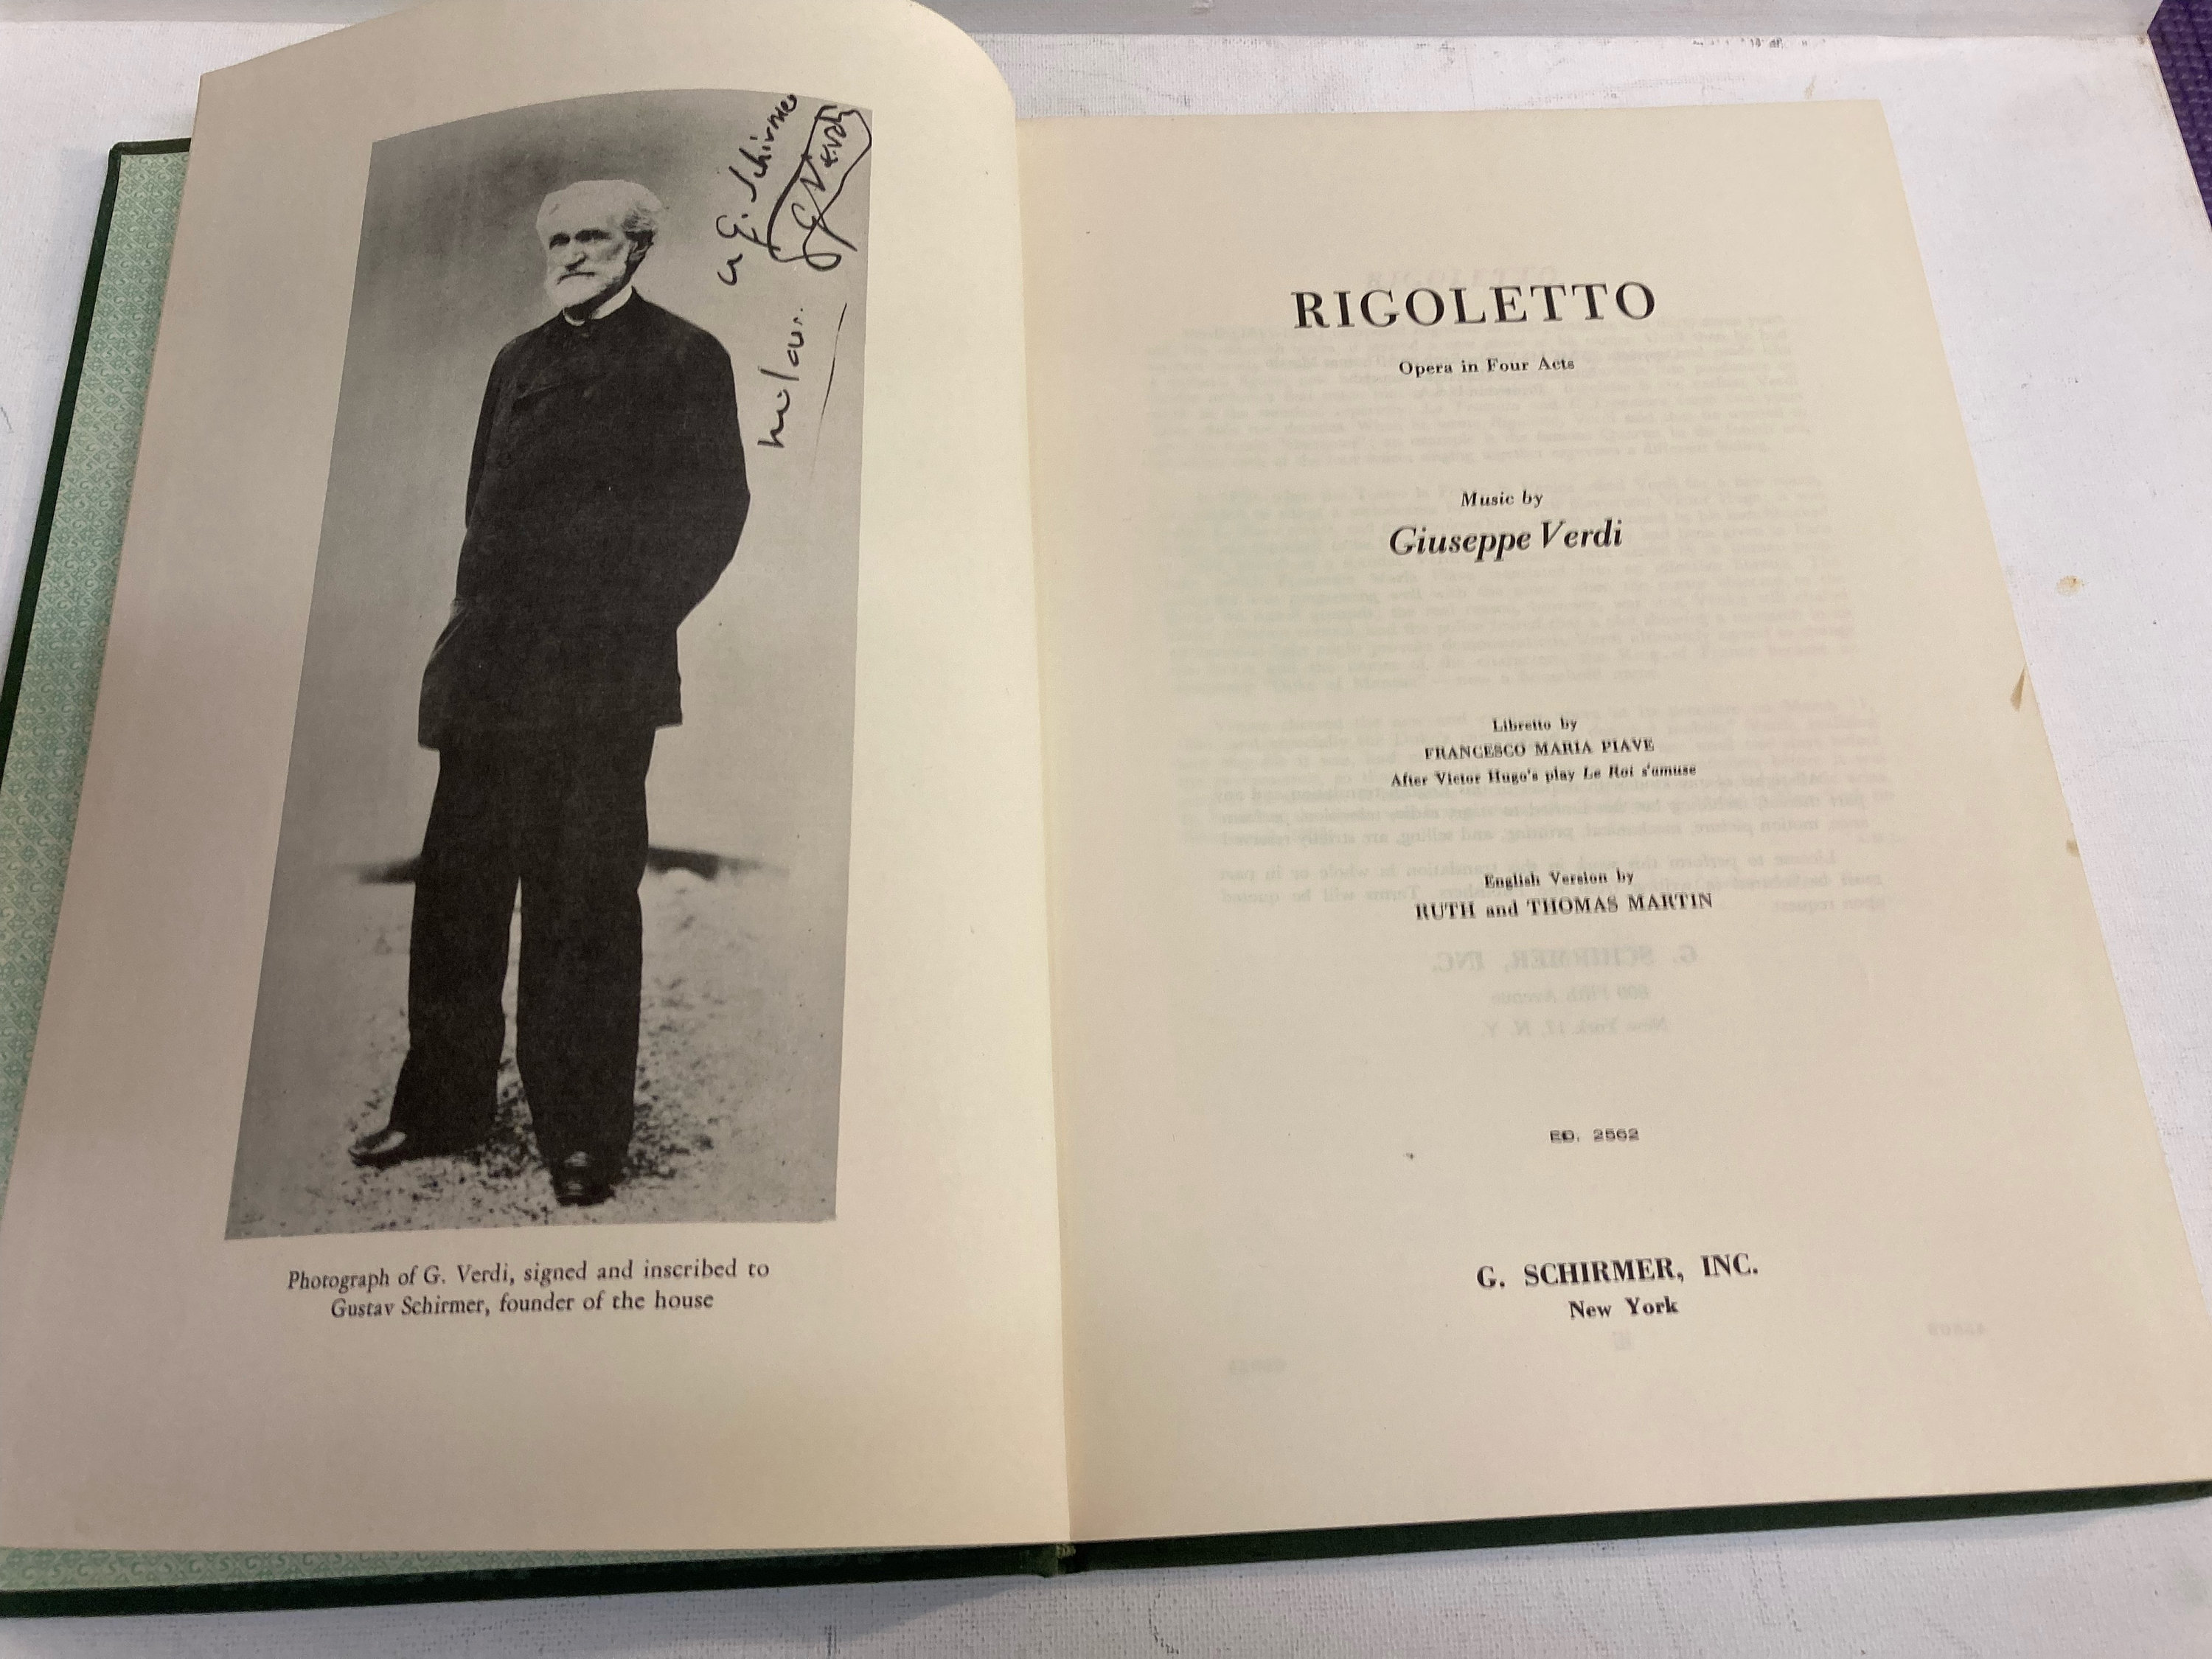 a G. Schirmer
G Verdi
Milan.
Photograph of G. Verdi, signed and inscribed to
Gustav Schirmer, founder of the house
RIGOLETTO
Opera in Four Acts
Music by
Giuseppe Verdi
Libretto by
FRANCESCO MARIA PIAVE
After Victor Hugo's play Le Roi s'amuse
English Version by
RUTH and THOMAS MARTIN
ED. 2562
G. SCHIRMER, INC.
New York